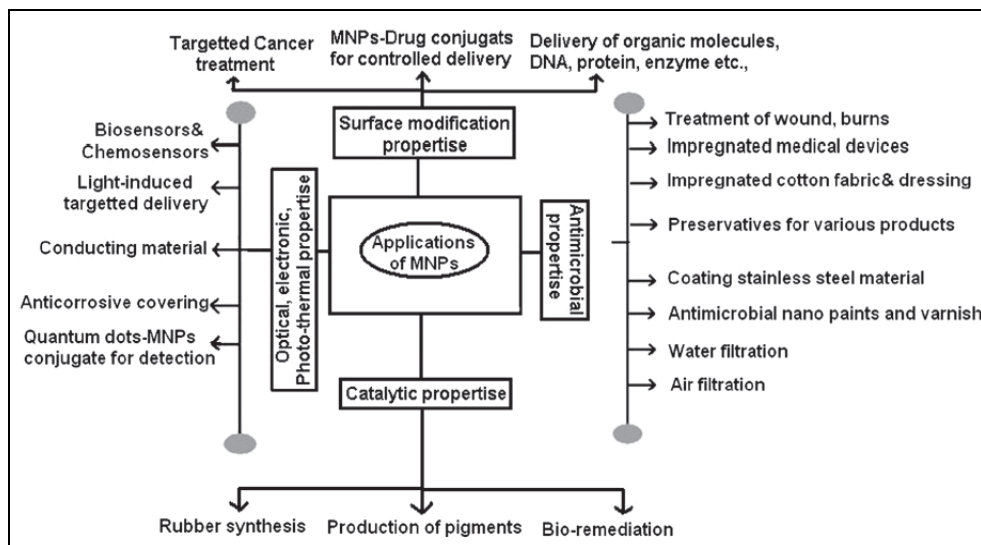 Targetted Cancer
treatment
MNPs-Drug conjugats
for controlled delivery
Delivery of organic molecules,
DNA, protein, enzyme etc.,
Surface modification
propertise
Biosensors&
Chemosensors
Light-induced
targetted delivery
Conducting material
Anticorrosive covering
Quantum dots-MNPs
conjugate for detection
Optical, electronic,
Photo-thermal propertise
Applications
of MNPs
Antimicrobial
propertise
Treatment of wound, burns
Impregnated medical devices
Impregnated cotton fabric& dressing
Preservatives for various products
Coating stainless steel material
Antimicrobial nano paints and varnish
Water filtration
Air filtration
Catalytic propertise
Rubber synthesis
Production of pigments
Bio-remediation